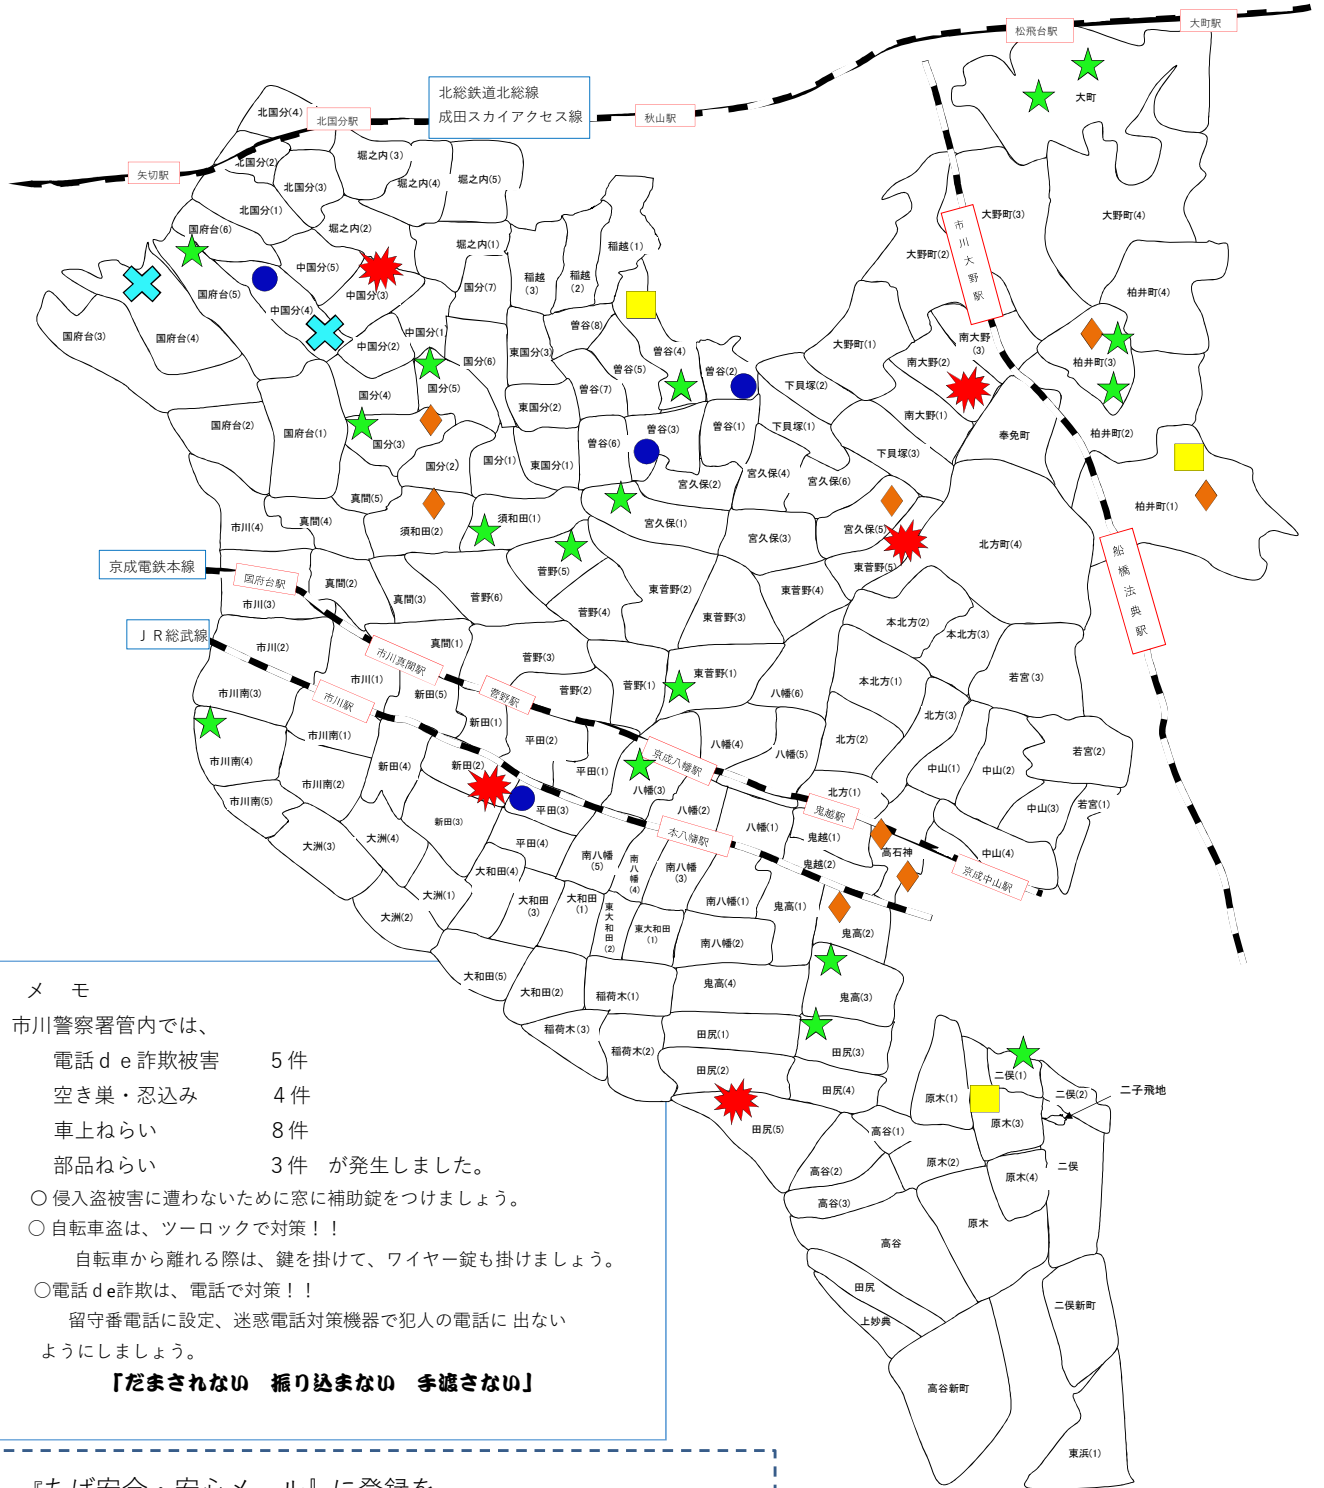 大町駅
松飛台駅
北総鉄道北総線
成田スカイアクセス線
秋山駅
北国分駅
矢切駅
大町
北国分(4)
北国分(2)
北国分(3)
北国分(1)
堀之内(3)
堀之内(4)
堀之内(5)
堀之内(2)
堀之内(1)
国府台(6)
国府台(5)
国府台(4)
国府台(3)
国府台(2)
国府台(1)
中国分(5)
中国分(3)
中国分(4)
中国分(2)
中国分(1)
国分(7)
国分(6)
国分(5)
国分(4)
国分(3)
国分(2)
国分(1)
稲越
(3)
稲越
(2)
稲越(1)
東国分(3)
東国分(2)
東国分(1)
曽谷(8)
曽谷(7)
曽谷(5)
曽谷(4)
曽谷(2)
曽谷(6)
曽谷(3)
曽谷(1)
大野町(3)
大野町(4)
大野町(2)
大野町(1)
市川大野駅
南大野
(3)
南大野(2)
南大野(1)
柏井町(4)
柏井町(3)
柏井町(2)
柏井町(1)
奉免町
下貝塚(2)
下貝塚(1)
下貝塚(3)
宮久保(4)
宮久保(6)
宮久保(2)
宮久保(1)
宮久保(3)
宮久保(5)
北方町(4)
船橋法典駅
真間(5)
真間(4)
真間(2)
真間(3)
真間(1)
須和田(2)
須和田(1)
市川(4)
市川(3)
市川(2)
市川(1)
京成電鉄本線
国府台駅
ＪＲ総武線
市川真間駅
市川駅
菅野駅
菅野(5)
菅野(6)
菅野(4)
菅野(3)
菅野(2)
菅野(1)
東菅野(2)
東菅野(3)
東菅野(4)
東菅野(5)
東菅野(1)
本北方(2)
本北方(3)
本北方(1)
若宮(3)
若宮(2)
若宮(1)
北方(3)
北方(2)
北方(1)
中山(1)
中山(2)
中山(3)
中山(4)
八幡(6)
八幡(4)
八幡(5)
八幡(3)
八幡(2)
八幡(1)
京成八幡駅
本八幡駅
鬼越駅
京成中山駅
鬼越(1)
鬼越(2)
高石神
市川南(3)
市川南(4)
市川南(1)
市川南(2)
市川南(5)
新田(5)
新田(1)
新田(4)
新田(2)
新田(3)
平田(2)
平田(1)
平田(3)
平田(4)
大洲(3)
大洲(4)
大洲(1)
大洲(2)
大和田(4)
大和田
(3)
大和田
(1)
大和田(5)
大和田(2)
東大和田(2)
東大和田
(1)
南八幡
(5)
南八幡(4)
南八幡
(3)
南八幡(1)
南八幡(2)
鬼高(1)
鬼高(2)
鬼高(4)
鬼高(3)
稲荷木(1)
稲荷木(3)
稲荷木(2)
田尻(1)
田尻(3)
田尻(2)
田尻(4)
田尻(5)
高谷(1)
高谷(2)
高谷(3)
高谷
田尻
上妙典
高谷新町
原木(1)
原木(3)
原木(2)
原木(4)
原木
二俣(1)
二俣(2)
二子飛地
二俣
二俣新町
東浜(1)
メ　モ
市川警察署管内では、
電話ｄｅ詐欺被害　５件
空き巣・忍込み　４件
車上ねらい　８件
部品ねらい　３件　が発生しました。
〇 侵入盗被害に遭わないために窓に補助錠をつけましょう。
〇 自転車盗は、ツーロックで対策！！
自転車から離れる際は、鍵を掛けて、ワイヤー錠も掛けましょう。
〇電話ｄe詐欺は、電話で対策！！
留守番電話に設定、迷惑電話対策機器で犯人の電話に 出ない
ようにしましょう。
「だまされない　振り込まない　手渡さない」
『ちば安全・安心メール』に登録を